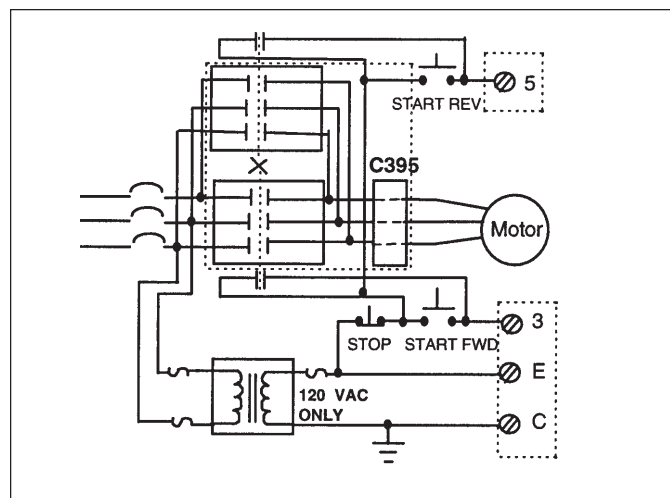 START REV
5
C395
Motor
STOP
START FWD
3
E
120 VAC
ONLY
C